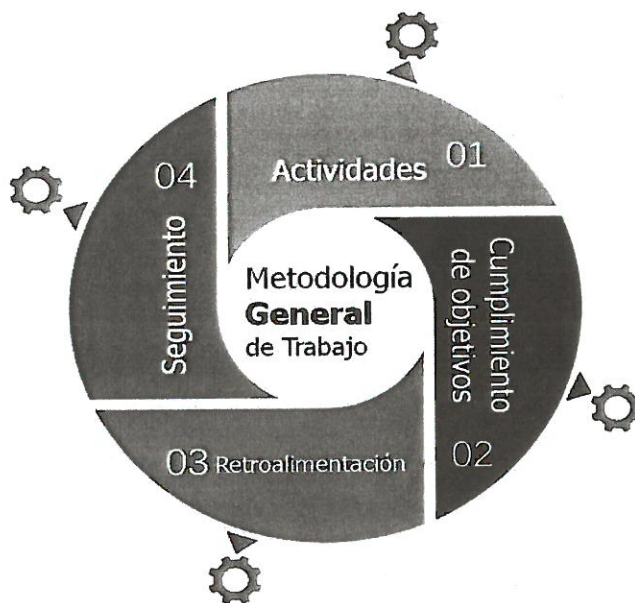 Actividades 01
Cumplimiento
de objetivos
02
03 Retroalimentación
04
Seguimiento
Metodología
General
de Trabajo